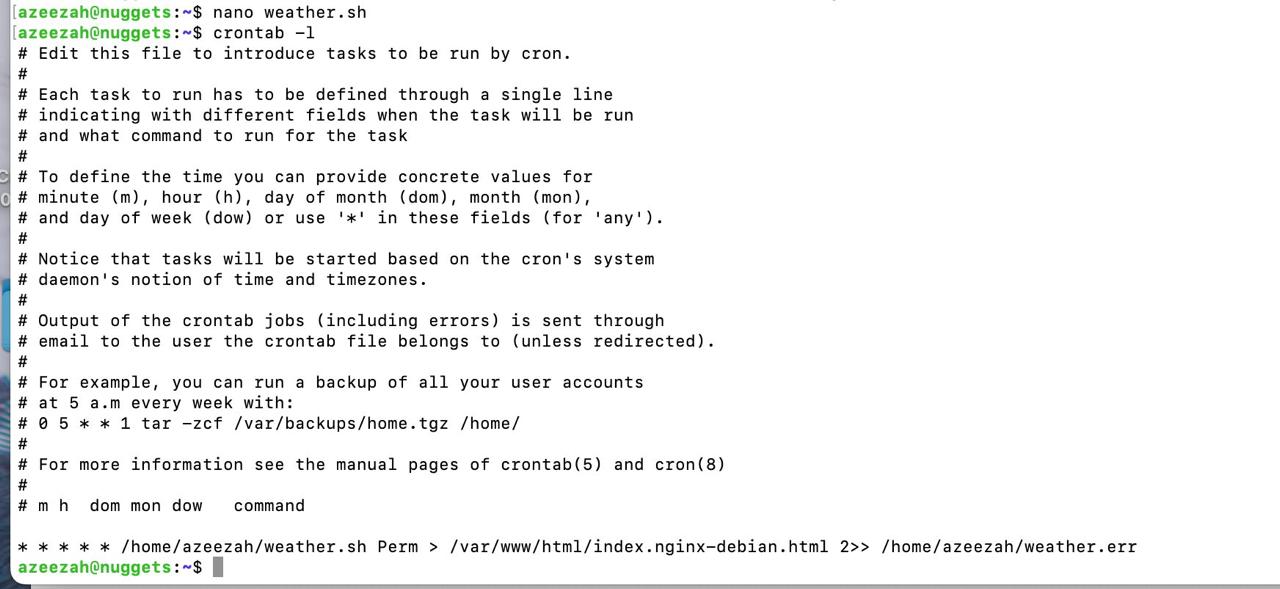 [azeezah@nuggets:~$ nano weather.sh
[azeezah@nuggets:~$ crontab -l
# Edit this file to introduce tasks to be run by cron.
#
# Each task to run has to be defined through a single line
# indicating with different fields when the task will be run
# and what command to run for the task
#
# To define the time you can provide concrete values for
# minute (m), hour (h), day of month (dom), month (mon),
# and day of week (dow) or use '*' in these fields (for 'any').
#
# Notice that tasks will be started based on the cron's system
# daemon's notion of time and timezones.
#
# Output of the crontab jobs (including errors) is sent through
# email to the user the crontab file belongs to (unless redirected).
#
# For example, you can run a backup of all your user accounts
# at 5 a.m every week with:
# 0 5 * * 1 tar -zcf /var/backups/home.tgz /home/
#
# For more information see the manual pages of crontab(5) and cron(8)
#
# m h  dom mon dow   command
* * * * * /home/azeezah/weather.sh Perm > /var/www/html/index.nginx-debian.html 2>> /home/azeezah/weather.err
azeezah@nuggets:~$